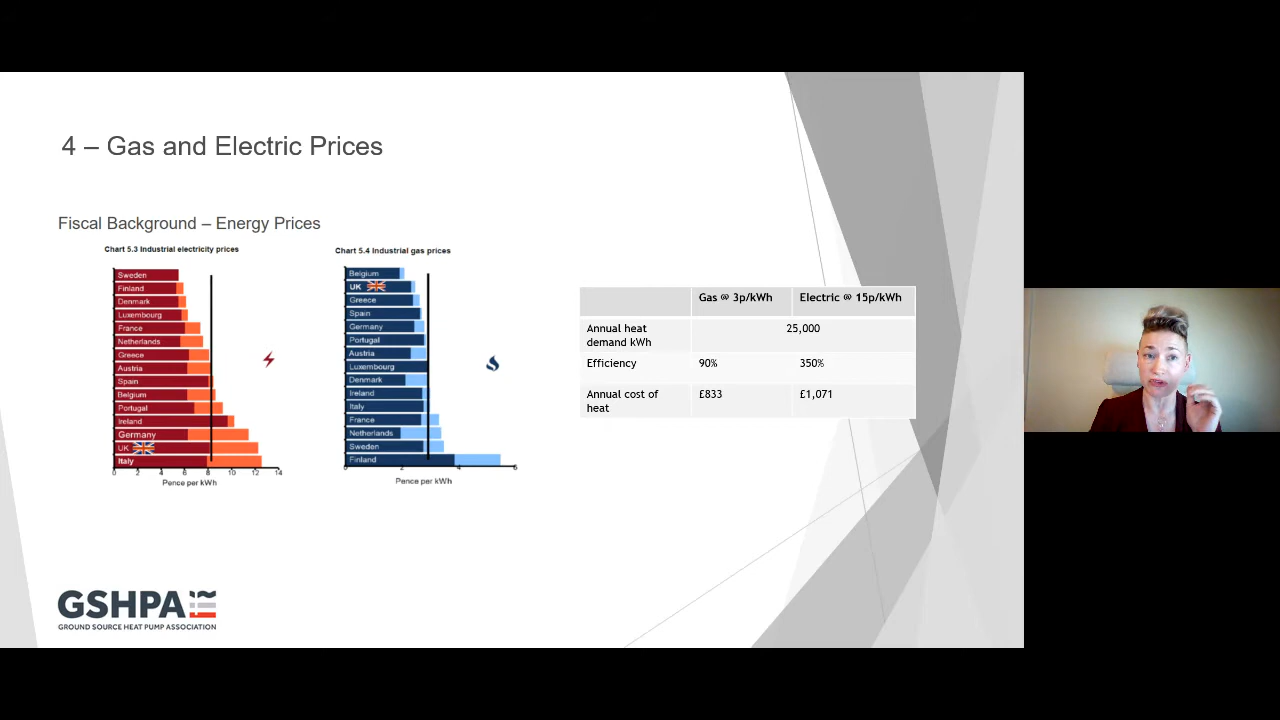 4 – Gas and Electric Prices
Fiscal Background – Energy Prices
Chart 5.3 Industrial electricity prices
Sweden
Finland
Denmark
Luxembourg
France
Netherlands
Greece
Austria
Spain
Belgium
Portugal
Ireland
Germany
UK
Italy
0 2 4 6 8 10 12 14
Pence per kWh
Chart 5.4 Industrial gas prices
Belgium
UK
Greece
Spain
Germany
Portugal
Austria
Luxembourg
Denmark
Ireland
Italy
France
Netherlands
Sweden
Finland
0 2 4 6
Pence per kWh
Gas @ 3p/kWh Electric @ 15p/kWh
Annual heat
demand kWh
25,000
Efficiency 90% 350%
Annual cost of
heat
£833 £1,071
GSHPA
GROUND SOURCE HEAT PUMP ASSOCIATION